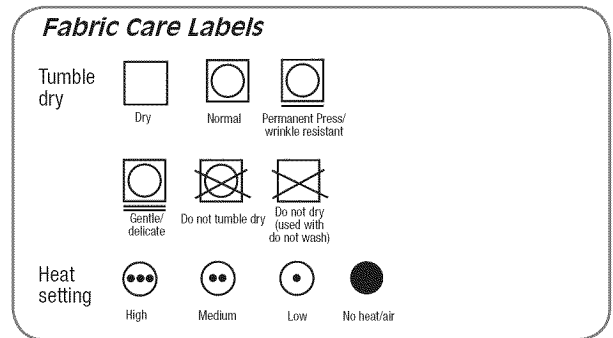 Fabric Care Labels
Tumble
dry
Dry
Normal
Permanent Press/
wrinkle resistant
Gentle/
delicate
Do not tumble dry
Do not dry
(used with
do not wash)
Heat
setting
High
Medium
Low
No heat/air